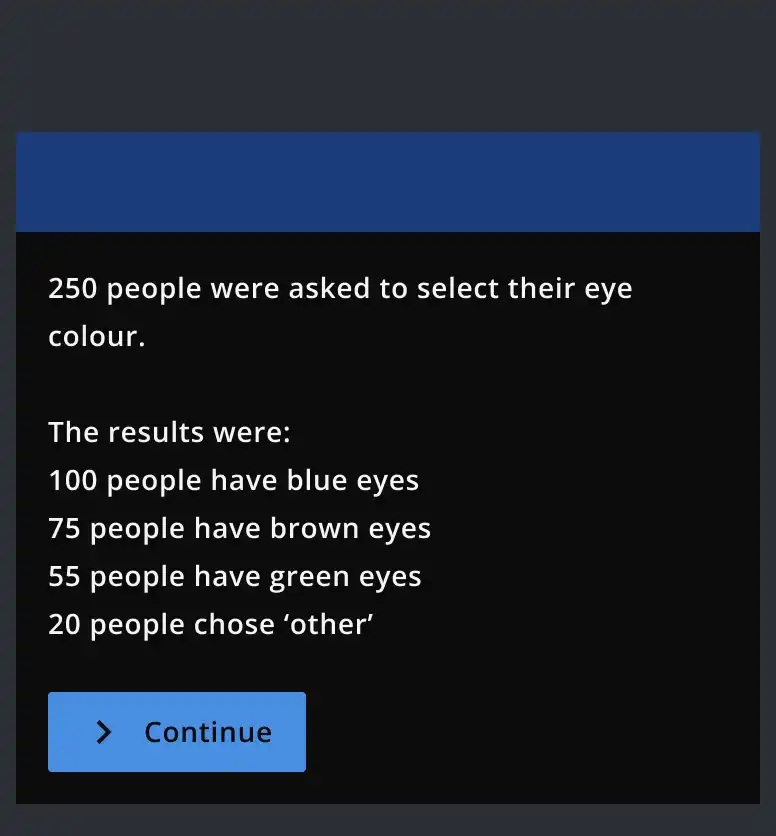 250 people were asked to select their eye
colour.
The results were:
100 people have blue eyes
75 people have brown eyes
55 people have green eyes
20 people chose ‘other’
Continue